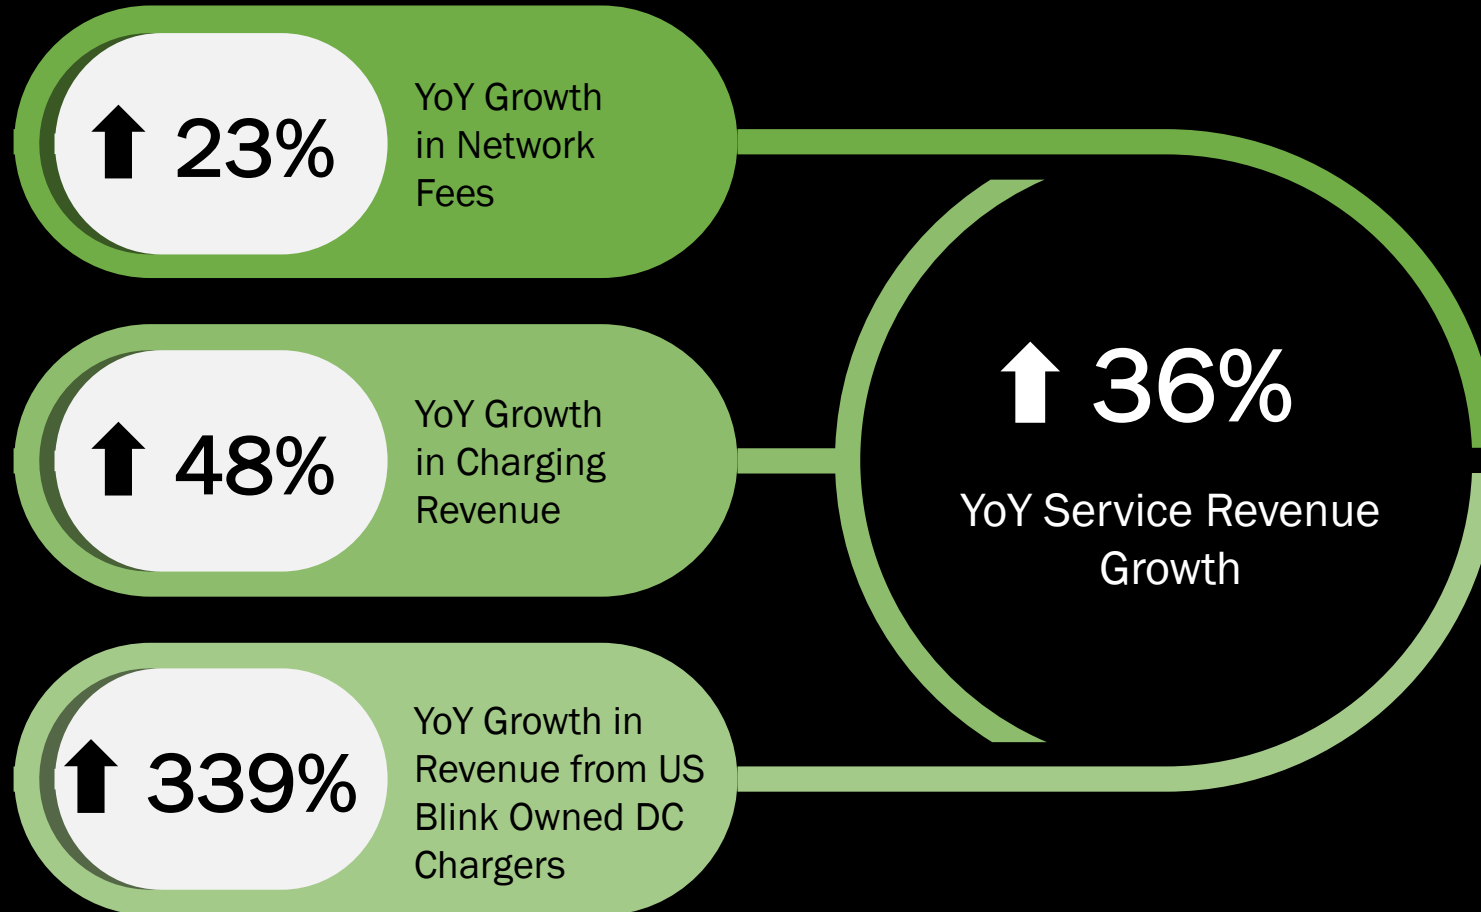 23%
YoY Growth
in Network
Fees
48%
YoY Growth
in Charging
Revenue
339%
YoY Growth in
Revenue from US
Blink Owned DC
Chargers
36%
YoY Service Revenue
Growth